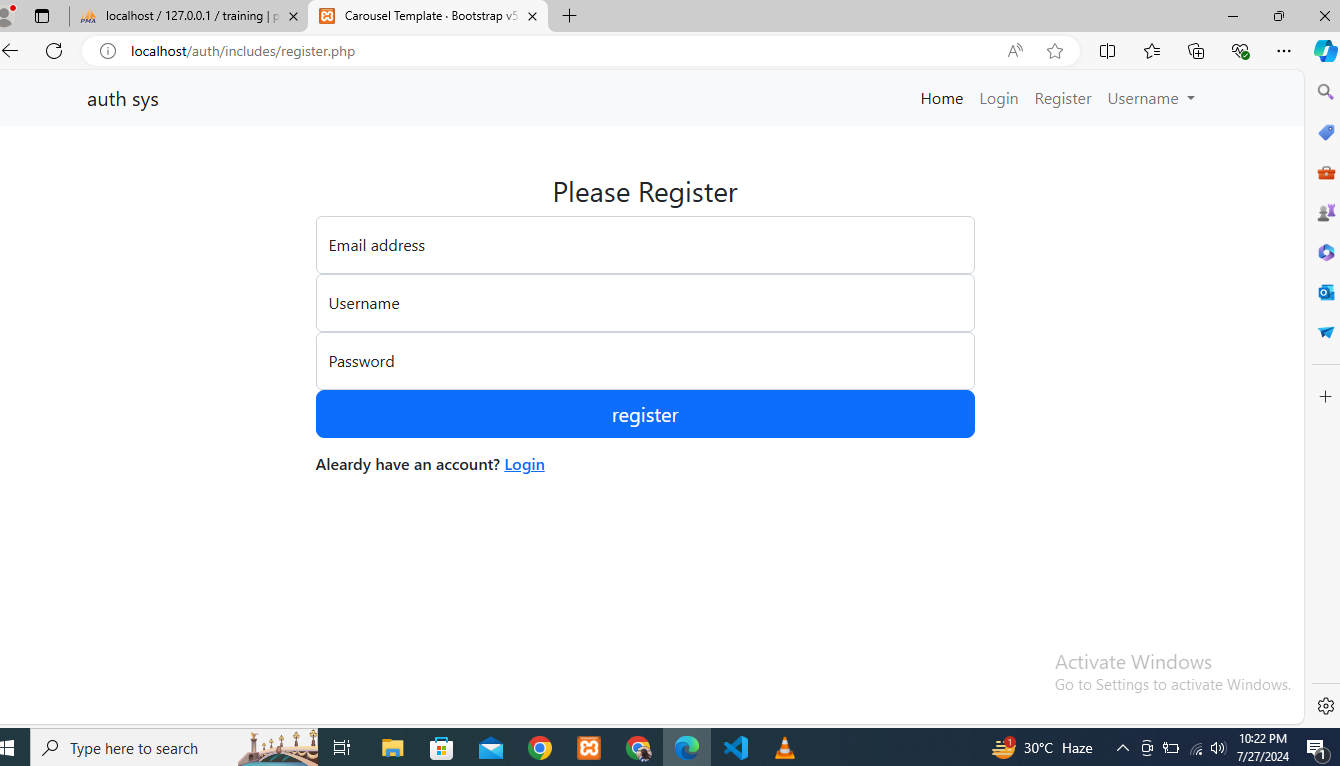 localhost / 127.0.0.1 / training | p
Carousel Template · Bootstrap v5
localhost/auth/includes/register.php
auth sys
Home Login Register Username
Please Register
Email address
Username
Password
register
Aleardy have an account? Login
Activate Windows
Go to Settings to activate Windows.
Type here to search
30°C Haze
10:22 PM
7/27/2024